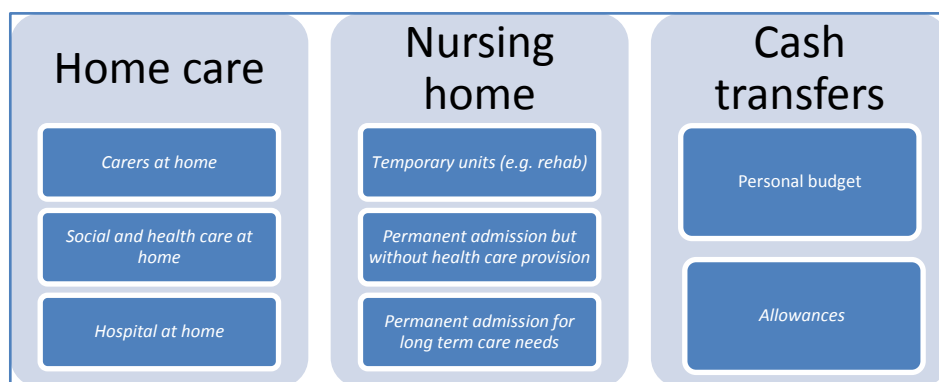 Home care
Carers at home
Social and health care at
home
Hospital at home
Nursing
home
Temporary units (e.g. rehab)
Permanent admission but
without health care provision
Permanent admission for
long term care needs
Cash
transfers
Personal budget
Allowances